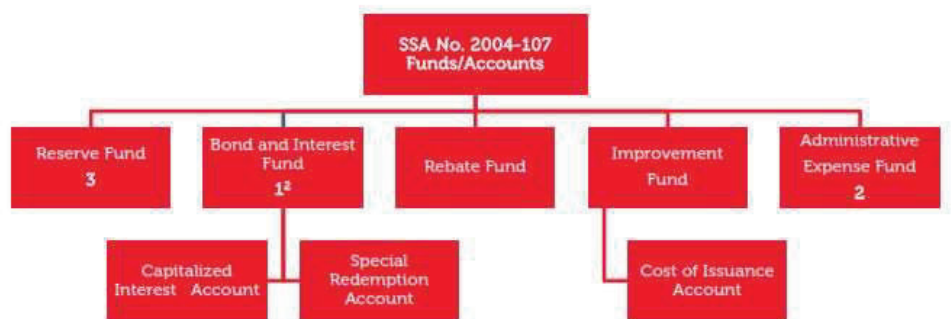 SSA No. 2004-107
Funds/Accounts
Reserve Fund
3
Bond and Interest
Fund
1²
Rebate Fund
Improvement
Fund
Administrative
Expense Fund
2
Capitalized
Interest Account
Special
Redemption
Account
Cost of Issuance
Account